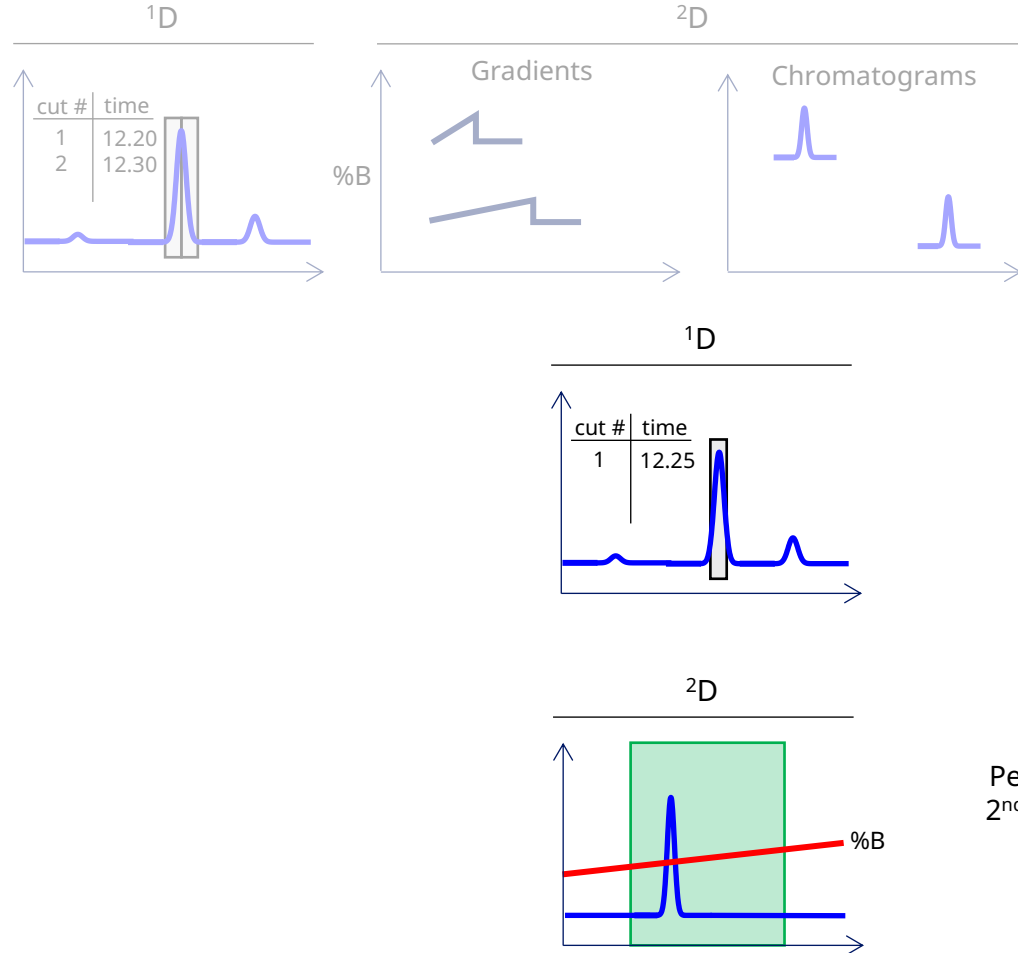 ¹D
²D
Gradients
Chromatograms
cut # time
1 12.20
2 12.30
%B
¹D
cut # time
1 12.25
²D
%B